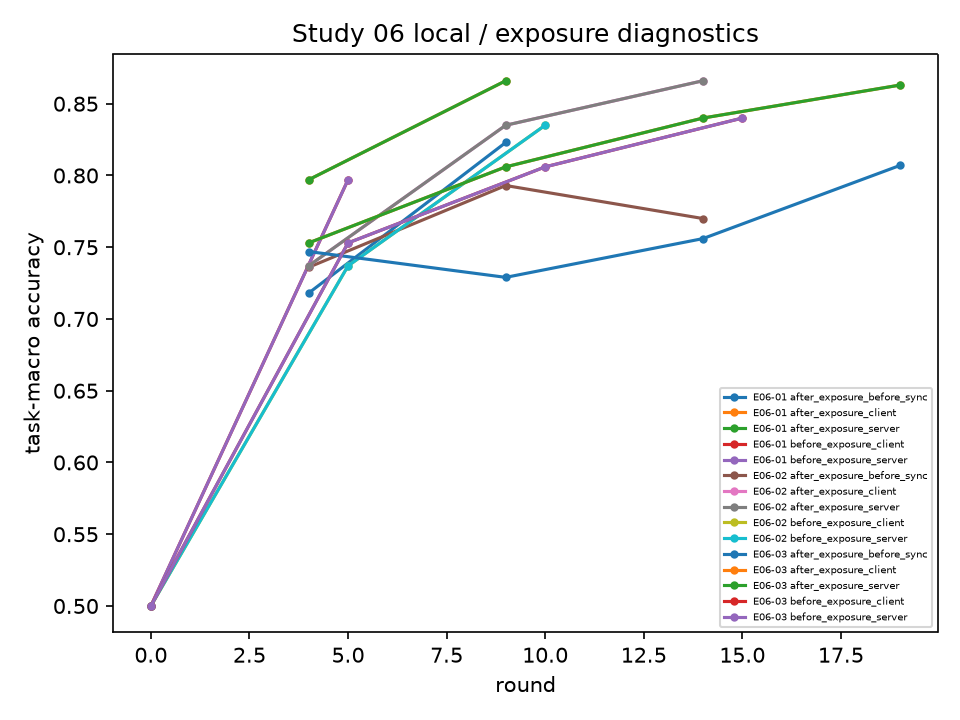 Study 06 local / exposure diagnostics
task-macro accuracy
0.85
0.80
0.75
0.70
0.65
0.60
0.55
0.50
E06-01 after_exposure_before_sync
E06-01 after_exposure_client
E06-01 after_exposure_server
E06-01 before_exposure_client
E06-01 before_exposure_server
E06-02 after_exposure_before_sync
E06-02 after_exposure_client
E06-02 after_exposure_server
E06-02 before_exposure_client
E06-02 before_exposure_server
E06-03 after_exposure_before_sync
E06-03 after_exposure_client
E06-03 after_exposure_server
E06-03 before_exposure_client
E06-03 before_exposure_server
0.0 2.5 5.0 7.5 10.0 12.5 15.0 17.5
round